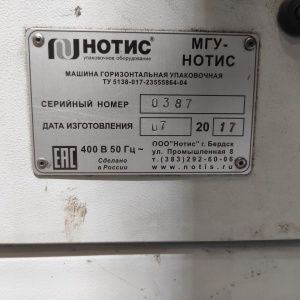 НОТИС®
упаковочное оборудование
МГУ-
НОТИС
МАШИНА ГОРИЗОНТАЛЬНАЯ УПАКОВОЧНАЯ
ТУ 5138-017-23555864-04
СЕРИЙНЫЙ НОМЕР 0387
ДАТА ИЗГОТОВЛЕНИЯ 07 20 17
ЕАС
400 В 50 Гц ~
Сделано
в России
ООО"Нотис" г. Бердск
ул. Промышленная 8
т.(383)292-60-06
www.notis.ru